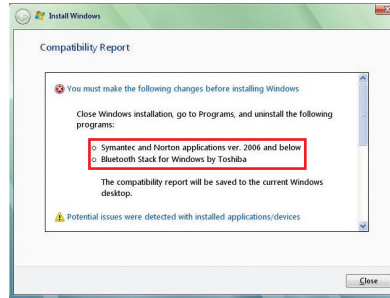 Install Windows
Compatibility Report
You must make the following changes before installing Windows
Close Windows installation, go to Programs, and uninstall the following
programs:
Symantec and Norton applications ver. 2006 and below
Bluetooth Stack for Windows by Toshiba
The compatibility report will be saved to the current Windows
desktop.
Potential issues were detected with installed applications/devices
Close